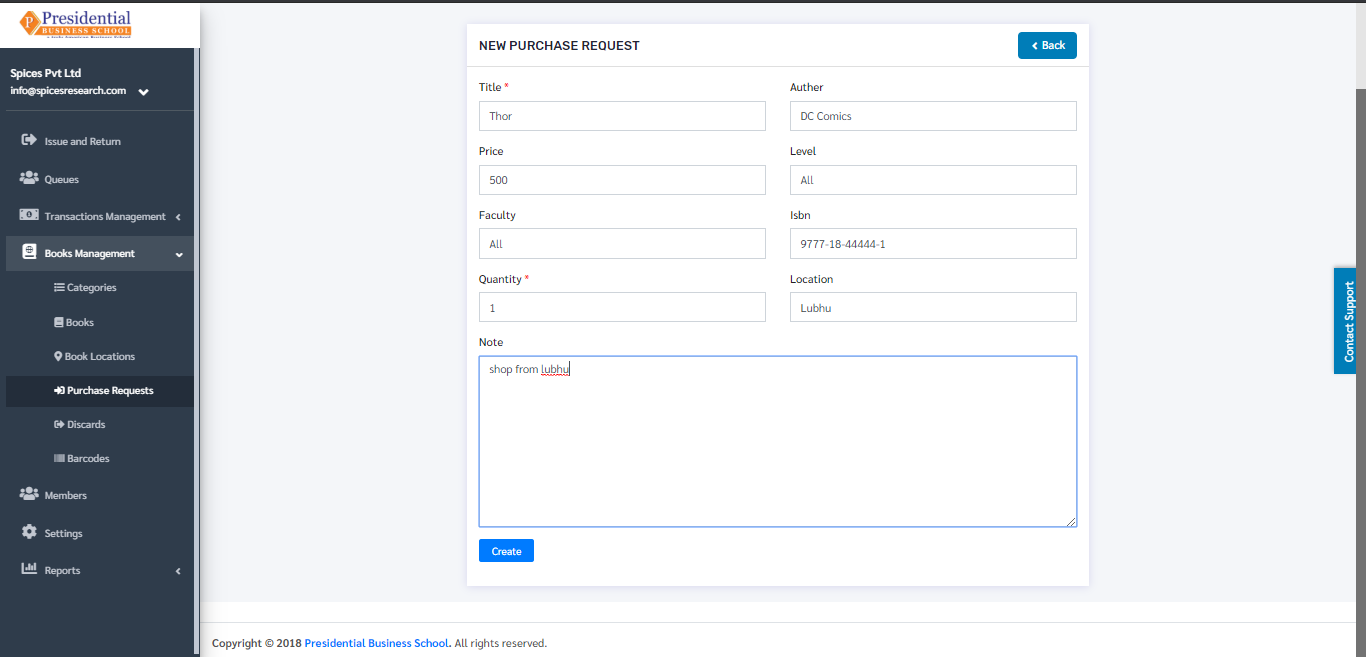 Presidential
BUSINESS SCHOOL
Spices Pvt Ltd
info@spicesresearch.com
Issue and Return
Queues
Transactions Management
Books Management
Categories
Books
Book Locations
Purchase Requests
Discards
Barcodes
Members
Settings
Reports
NEW PURCHASE REQUEST
Back
Title *
Auther
Thor
DC Comics
Price
Level
500
All
Faculty
Isbn
All
9777-18-44444-1
Quantity *
Location
1
Lubhu
Note
shop from lubhu
Create
Contact Support
Copyright © 2018 Presidential Business School. All rights reserved.